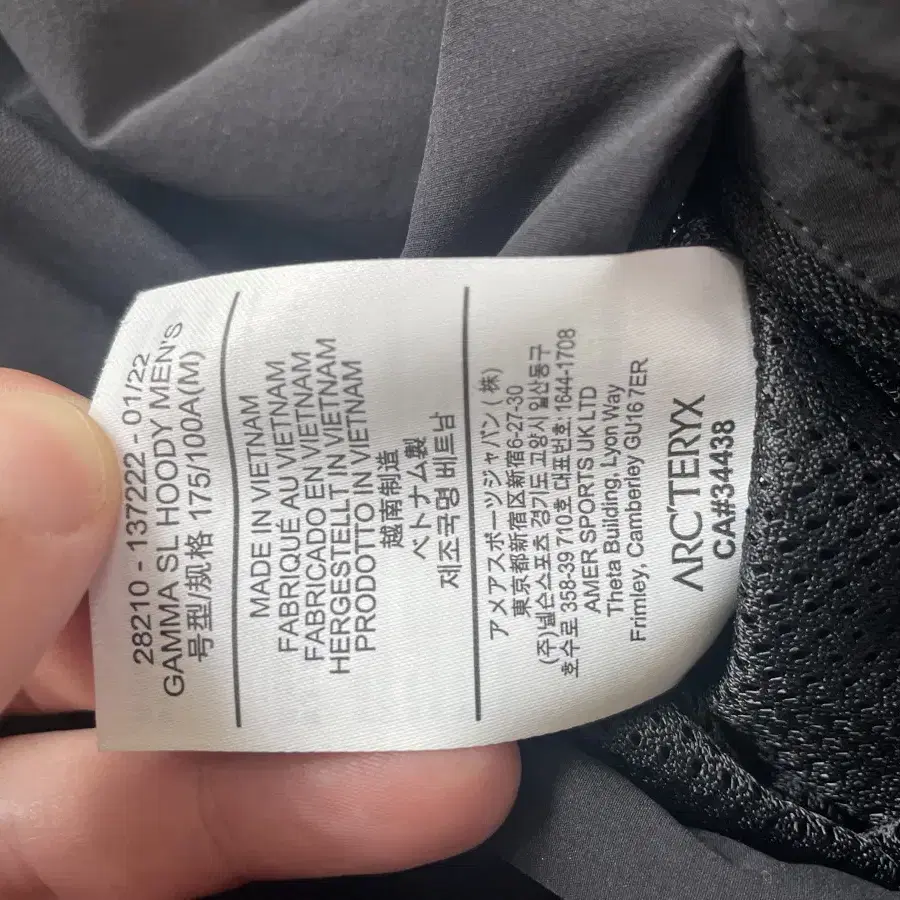 28210 - 137222 - 01/22
GAMMA SL HOODY MEN'S
号型/规格 175/100A(M)
MADE IN VIETNAM
FABRIQUÉ AU VIETNAM
FABRICADO EN VIETNAM
HERGESTELLT IN VIETNAM
PRODOTTO IN VIETNAM
越南制造
ベトナム製
제조국명 베트남
アメアスポーツジャパン (株)
東京都新宿区新宿6-27-30
(주)넬슨스포츠 경기도 고양시 일산동구
호수로 358-39 710호 대표번호:1644-1708
AMER SPORTS UK LTD
Theta Building, Lyon Way
Frimley, Camberley GU16 7ER
ARC'TERYX
CA#34438